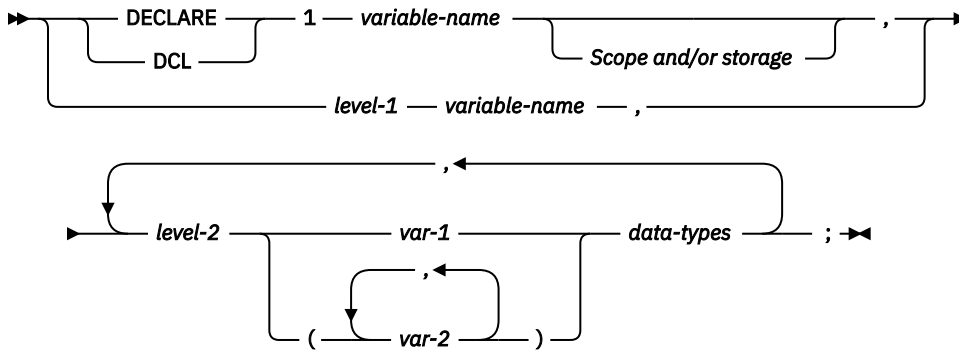 DECLARE 1 variable-name ,
DCL Scope and/or storage
level-1 variable-name ,
,
level-2 var-1 data-types ;
,
( var-2 )